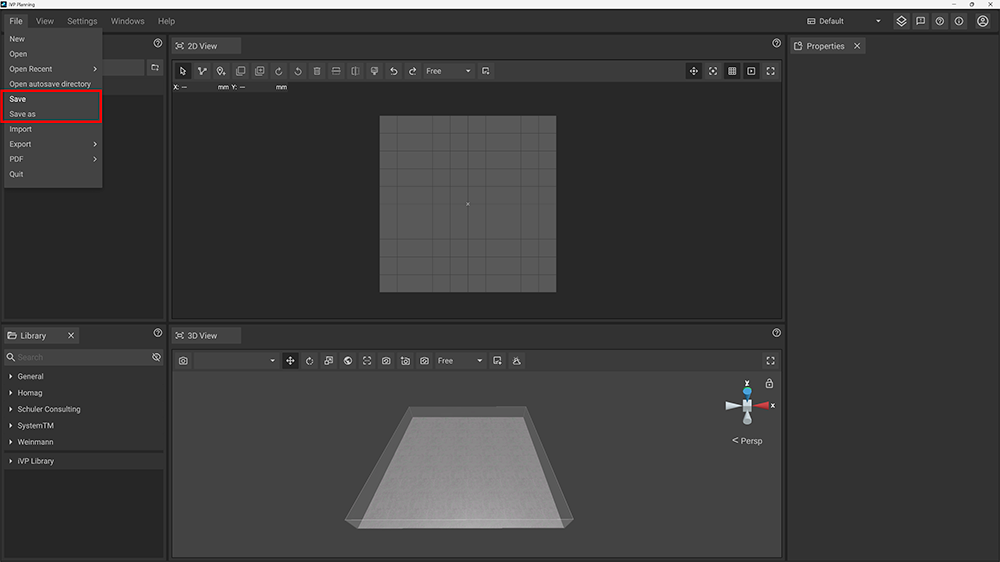 iVP Planning
File View Settings Windows Help
Default
New
Open
Open Recent
Open autosave directory
Save
Save as
Import
Export
PDF
Quit
2D View
Free
X: -- mm Y: -- mm
Properties
Library
Search
General
Homag
Schuler Consulting
SystemTM
Weinmann
iVP Library
3D View
Free
Y
X
< Persp